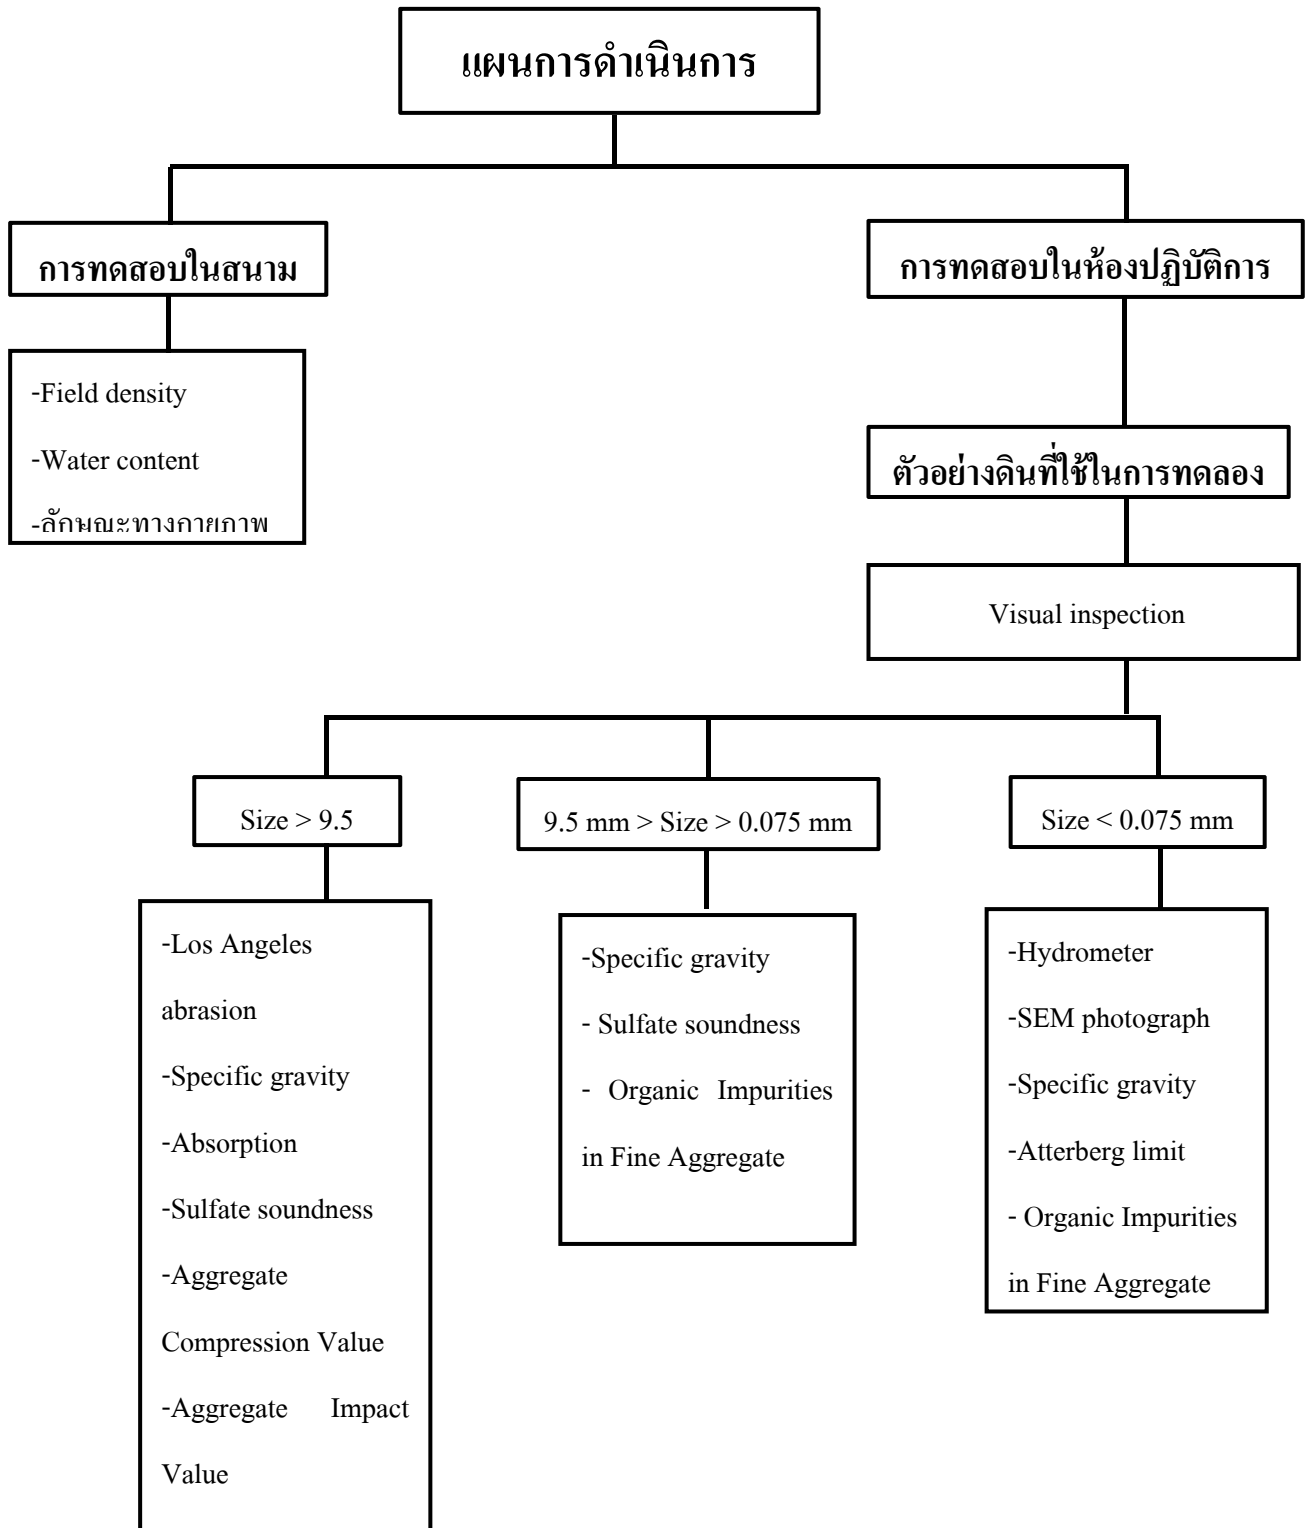 แผนการดำเนินการ
การทดสอบในสนาม
การทดสอบในห้องปฏิบัติการ
-Field density
-Water content
-ลักษณะทางกายภาพ
ตัวอย่างดินที่ใช้ในการทดลอง
Visual inspection
Size > 9.5
9.5 mm > Size > 0.075 mm
Size < 0.075 mm
-Los Angeles
abrasion
-Specific gravity
-Absorption
-Sulfate soundness
-Aggregate
Compression Value
-Aggregate Impact
Value
-Specific gravity
- Sulfate soundness
- Organic Impurities
in Fine Aggregate
-Hydrometer
-SEM photograph
-Specific gravity
-Atterberg limit
- Organic Impurities
in Fine Aggregate